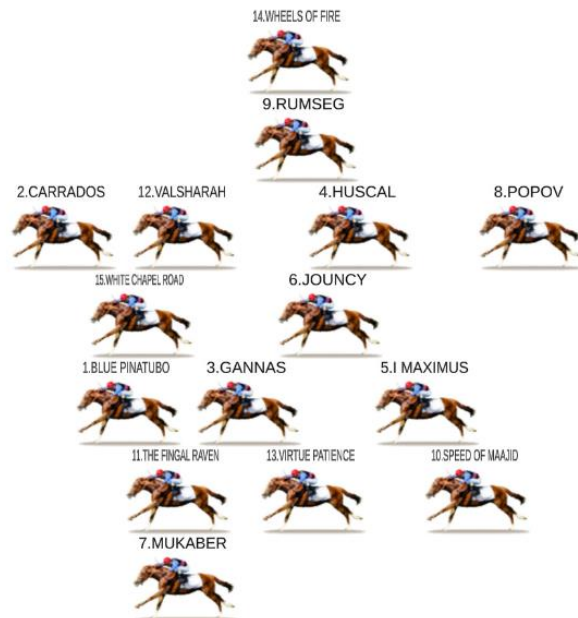 14.WHEELS OF FIRE
9.RUMSEG
2.CARRADOS
12.VALSHARAH
4.HUSCAL
8.POPOV
15.WHITE CHAPEL ROAD
6.JOUNCY
1.BLUE PINATUBO
3.GANNAS
5.I MAXIMUS
11.THE FINGAL RAVEN
13.VIRTUE PATIENCE
10.SPEED OF MAAJID
7.MUKABER